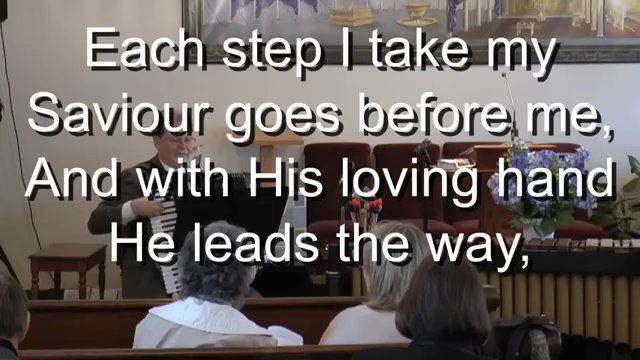 Each step I take my
Saviour goes before me,
And with His loving hand
He leads the way,